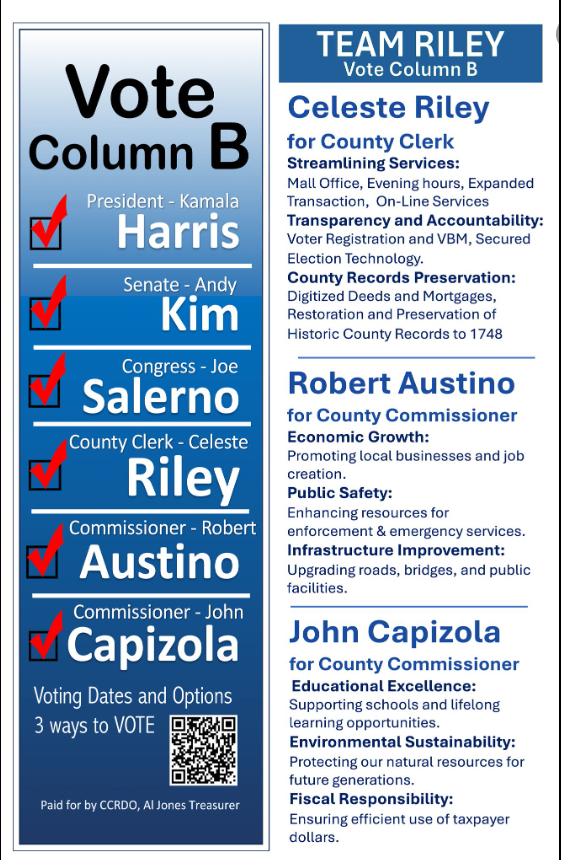 Vote
Column B
President - Kamala
Harris
Senate - Andy
Kim
Congress - Joe
Salerno
County Clerk - Celeste
Riley
Commissioner - Robert
Austino
Commissioner - John
Capizola
Voting Dates and Options
3 ways to VOTE
Paid for by CCRDO, Al Jones Treasurer
TEAM RILEY
Vote Column B
Celeste Riley
for County Clerk
Streamlining Services:
Mall Office, Evening hours, Expanded
Transaction, On-Line Services
Transparency and Accountability:
Voter Registration and VBM, Secured
Election Technology.
County Records Preservation:
Digitized Deeds and Mortgages,
Restoration and Preservation of
Historic County Records to 1748
Robert Austino
for County Commissioner
Economic Growth:
Promoting local businesses and job
creation.
Public Safety:
Enhancing resources for
enforcement & emergency services.
Infrastructure Improvement:
Upgrading roads, bridges, and public
facilities.
John Capizola
for County Commissioner
Educational Excellence:
Supporting schools and lifelong
learning opportunities.
Environmental Sustainability:
Protecting our natural resources for
future generations.
Fiscal Responsibility:
Ensuring efficient use of taxpayer
dollars.